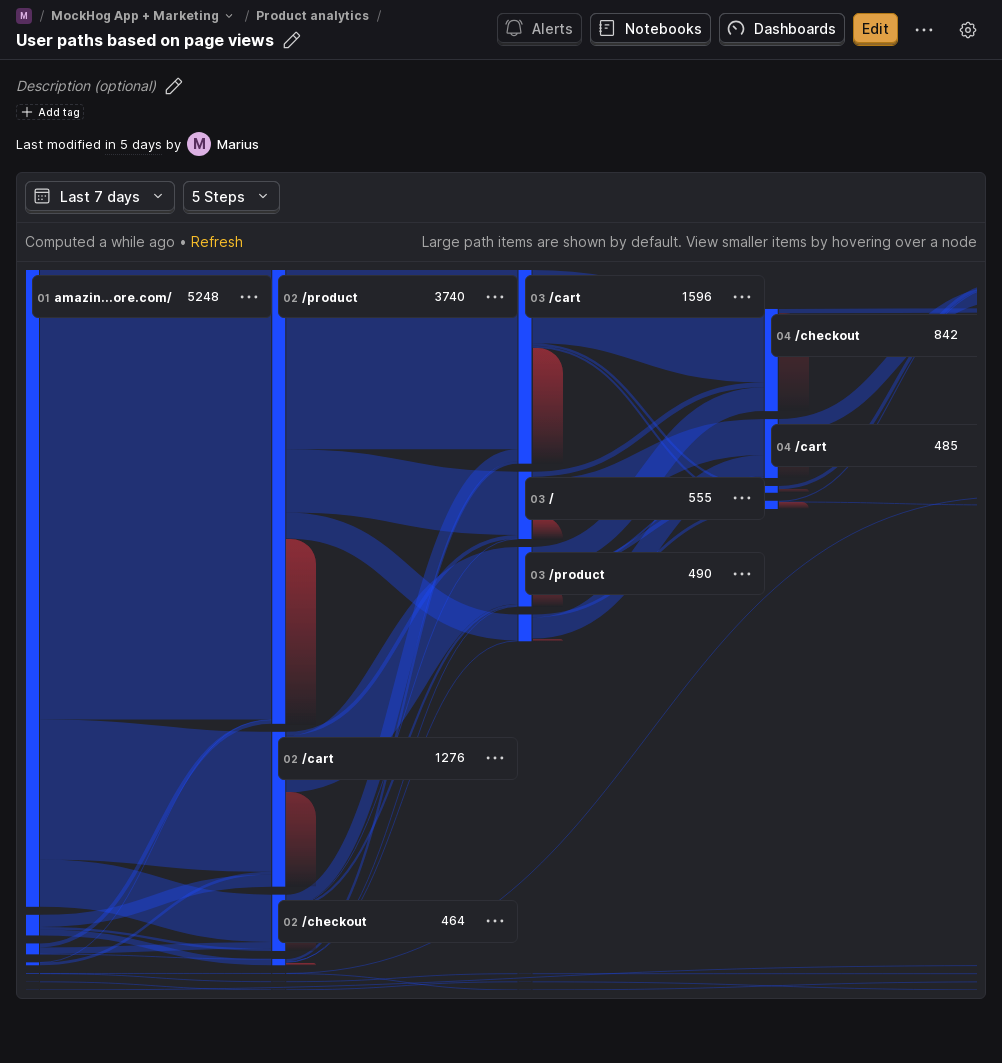 M / MockHog App + Marketing / Product analytics /
User paths based on page views
Alerts
Notebooks
Dashboards
Edit
Description (optional)
Add tag
Last modified in 5 days by M Marius
Last 7 days
5 Steps
Computed a while ago • Refresh
Large path items are shown by default. View smaller items by hovering over a node
01 amazin...ore.com/ 5248
02 /product 3740
03 /cart 1596
04 /checkout 842
04 /cart 485
03 / 555
03 /product 490
02 /cart 1276
02 /checkout 464